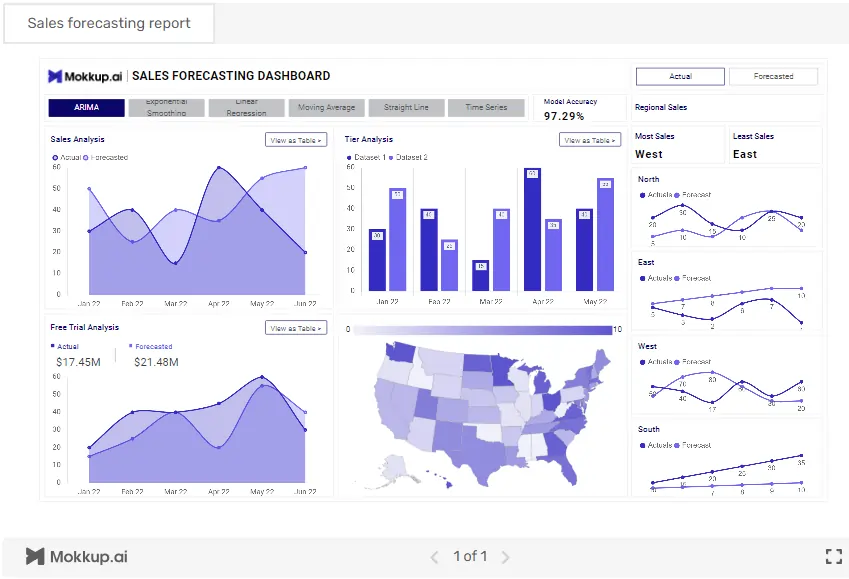 Sales forecasting report
Mokkup.ai
SALES FORECASTING DASHBOARD
Actual
Forecasted
ARIMA
Exponential
Smoothing
Linear
Regression
Moving Average
Straight Line
Time Series
Model Accuracy
97.29%
Regional Sales
Sales Analysis
View as Table >
Actual Forecasted
60
50
40
30
20
10
0
Jan 22 Feb 22 Mar 22 Apr 22 May 22 Jun 22
Tier Analysis
View as Table >
Dataset 1 Dataset 2
60
50
40
30
20
10
0
30 50 40 25 15 40 60 35 40 55
Jan 22 Feb 22 Mar 22 Apr 22 May 22
Most Sales
West
Least Sales
East
North
Actuals Forecast
20 30 15 10 25 20
5 10
East
Actuals Forecast
5 7 8 6 7 10
3 2
West
Actuals Forecast
70 80 60
40 17 20
South
Actuals Forecast
20 25 30 35
7 8 9 10
Free Trial Analysis
View as Table >
Actual
$17.45M
Forecasted
$21.48M
60
50
40
30
20
10
0
Jan 22 Feb 22 Mar 22 Apr 22 May 22 Jun 22
0 10
Mokkup.ai
1 of 1